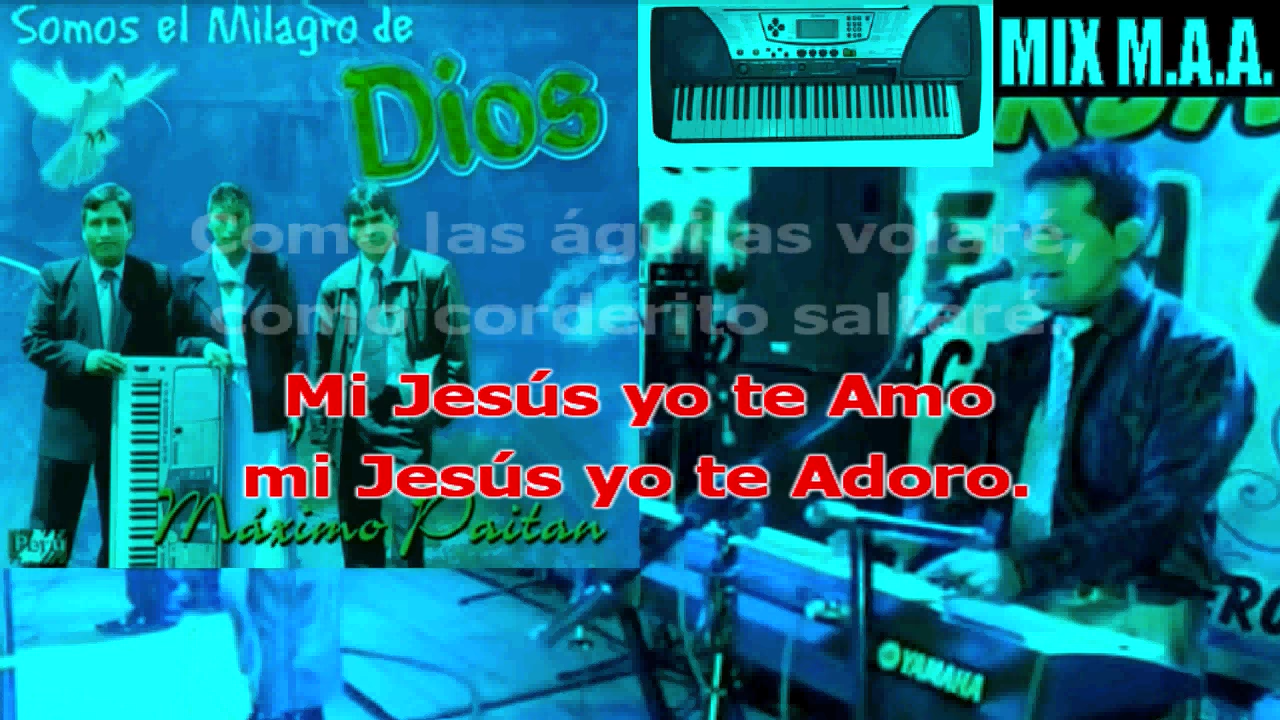 Somos el Milagro de
Dios
MIX M.A.A.
Como las águilas volaré,
como corderito saltaré.
Mi Jesús yo te Amo
mi Jesús yo te Adoro.
Máximo Paitan
Perú
YAMAHA